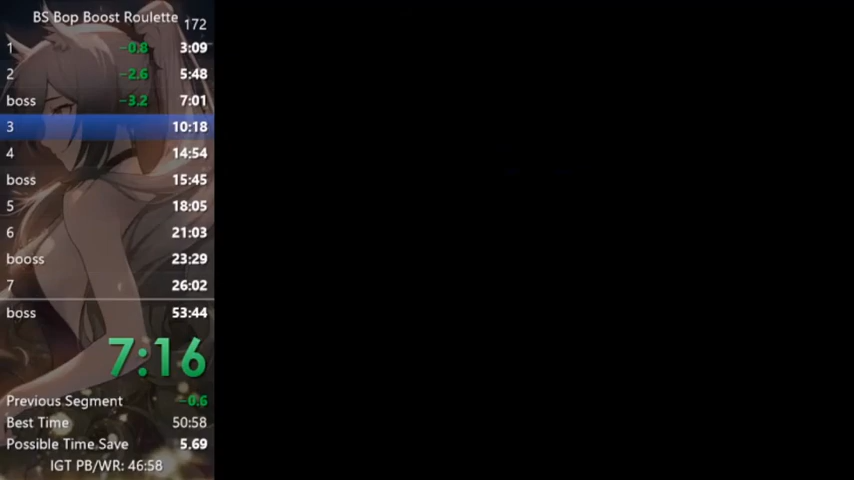 BS Bop Boost Roulette 172
1 −0.8 3:09
2 −2.6 5:48
boss −3.2 7:01
3 10:18
4 14:54
boss 15:45
5 18:05
6 21:03
booss 23:29
7 26:02
boss 53:44
7:16
Previous Segment −0.6
Best Time 50:58
Possible Time Save 5.69
IGT PB/WR: 46:58